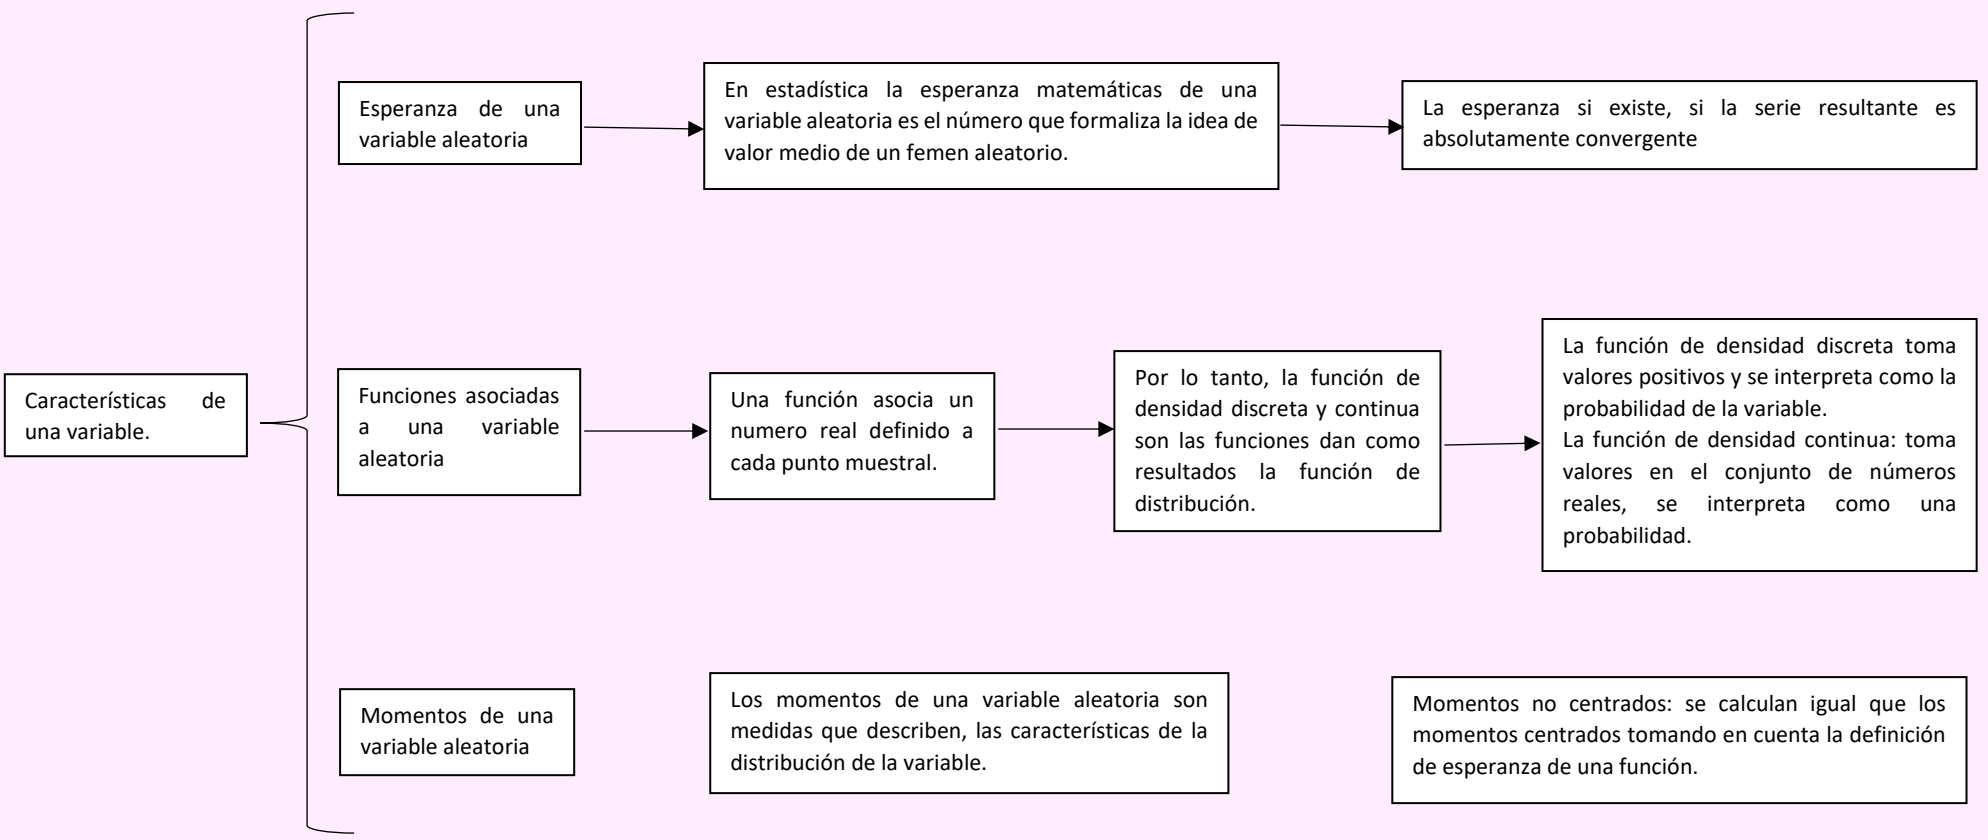 Esperanza de una
variable aleatoria
En estadística la esperanza matemáticas de una
variable aleatoria es el número que formaliza la idea de
valor medio de un femen aleatorio.
La esperanza si existe, si la serie resultante es
absolutamente convergente
Características de
una variable.
Funciones asociadas
a una variable
aleatoria
Una función asocia un
numero real definido a
cada punto muestral.
Por lo tanto, la función de
densidad discreta y continua
son las funciones dan como
resultados la función de
distribución.
La función de densidad discreta toma
valores positivos y se interpreta como la
probabilidad de la variable.
La función de densidad continua: toma
valores en el conjunto de números
reales, se interpreta como una
probabilidad.
Momentos de una
variable aleatoria
Los momentos de una variable aleatoria son
medidas que describen, las características de la
distribución de la variable.
Momentos no centrados: se calculan igual que los
momentos centrados tomando en cuenta la definición
de esperanza de una función.